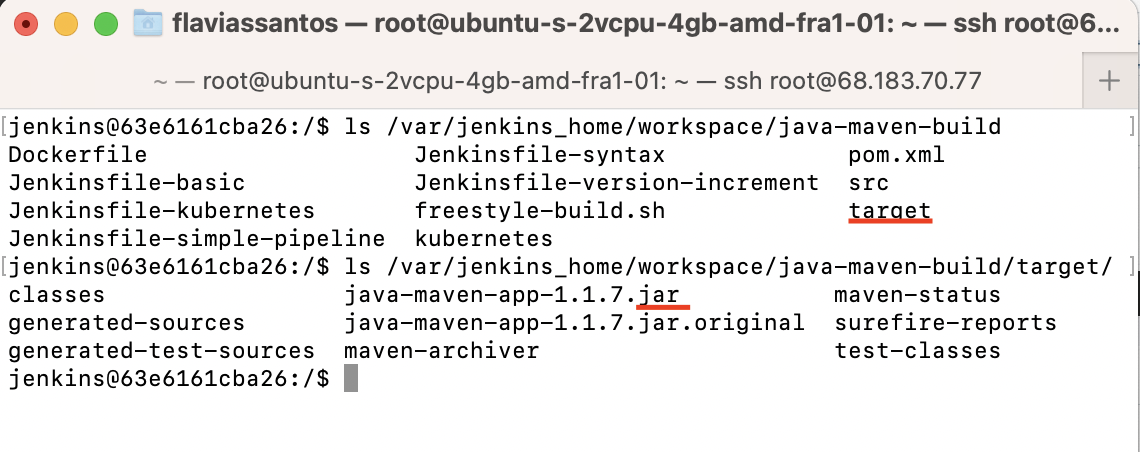 flaviassantos — root@ubuntu-s-2vcpu-4gb-amd-fra1-01: ~ — ssh root@6...
~ — root@ubuntu-s-2vcpu-4gb-amd-fra1-01: ~ — ssh root@68.183.70.77 +
[jenkins@63e6161cba26:/$ ls /var/jenkins_home/workspace/java-maven-build ]
Dockerfile Jenkinsfile-syntax pom.xml
Jenkinsfile-basic Jenkinsfile-version-increment src
Jenkinsfile-kubernetes freestyle-build.sh target
Jenkinsfile-simple-pipeline kubernetes
[jenkins@63e6161cba26:/$ ls /var/jenkins_home/workspace/java-maven-build/target/ ]
classes java-maven-app-1.1.7.jar maven-status
generated-sources java-maven-app-1.1.7.jar.original surefire-reports
generated-test-sources maven-archiver test-classes
jenkins@63e6161cba26:/$